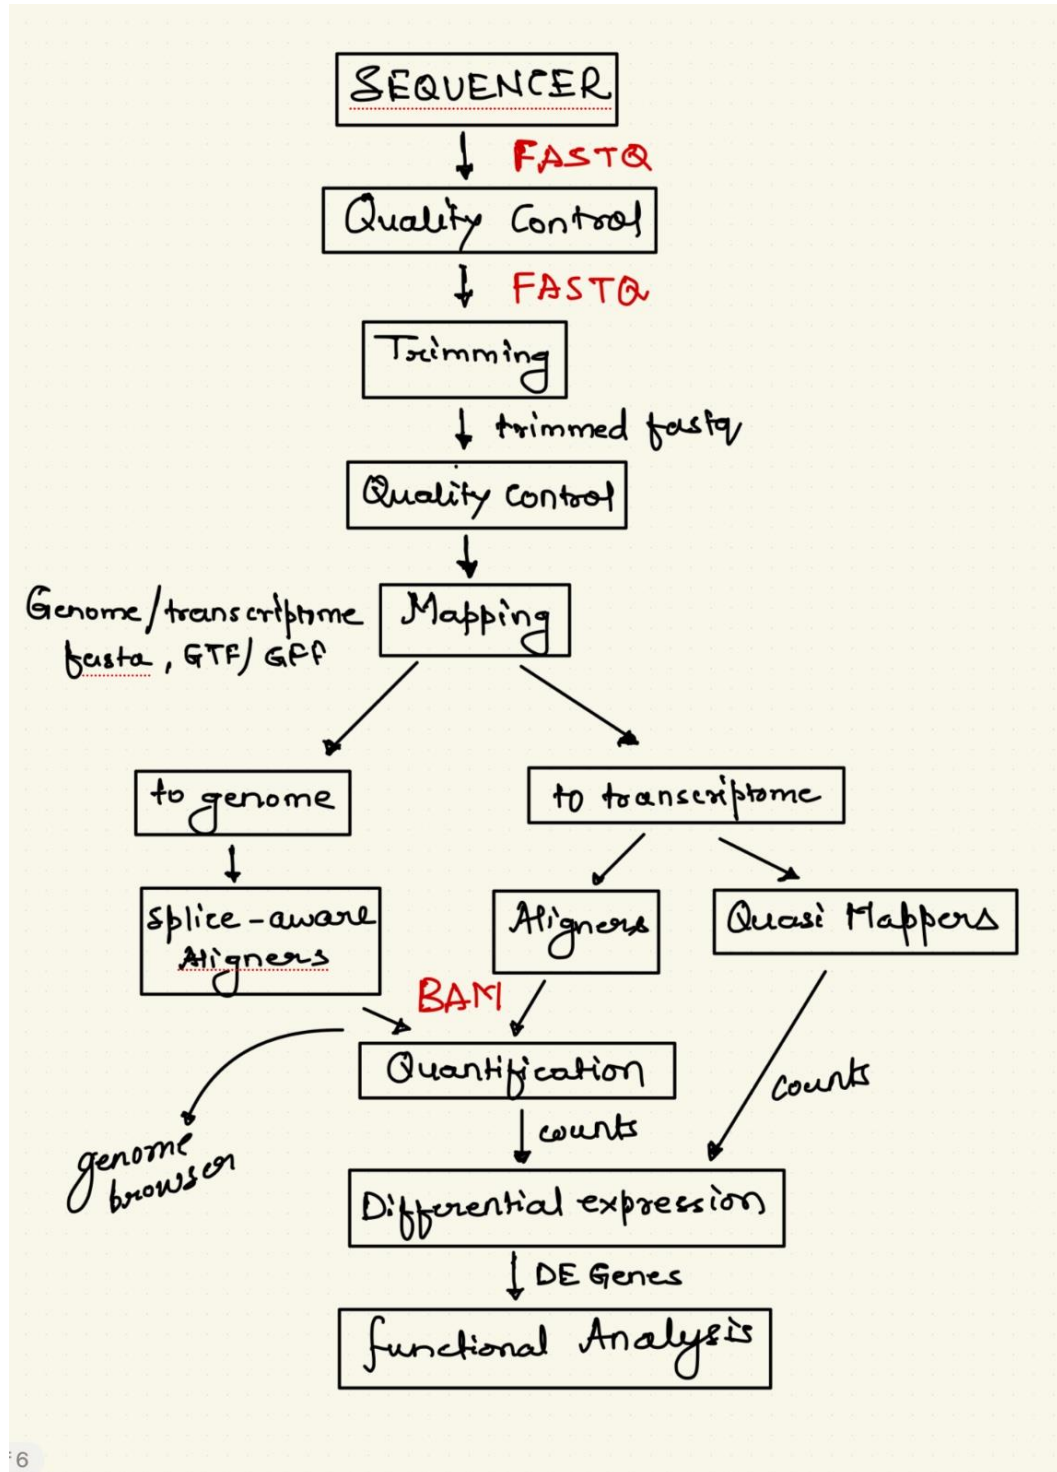 SEQUENCER
FASTQ
Quality Control
FASTQ
Trimming
trimmed fastq
Quality control
Genome/transcriptome
fasta, GTF/GFF
Mapping
to genome
to transcriptome
Splice-aware
Aligners
Aligners
Quasi Mappers
BAM
Quantification
counts
counts
genome
browser
Differential expression
DE Genes
functional Analysis
6